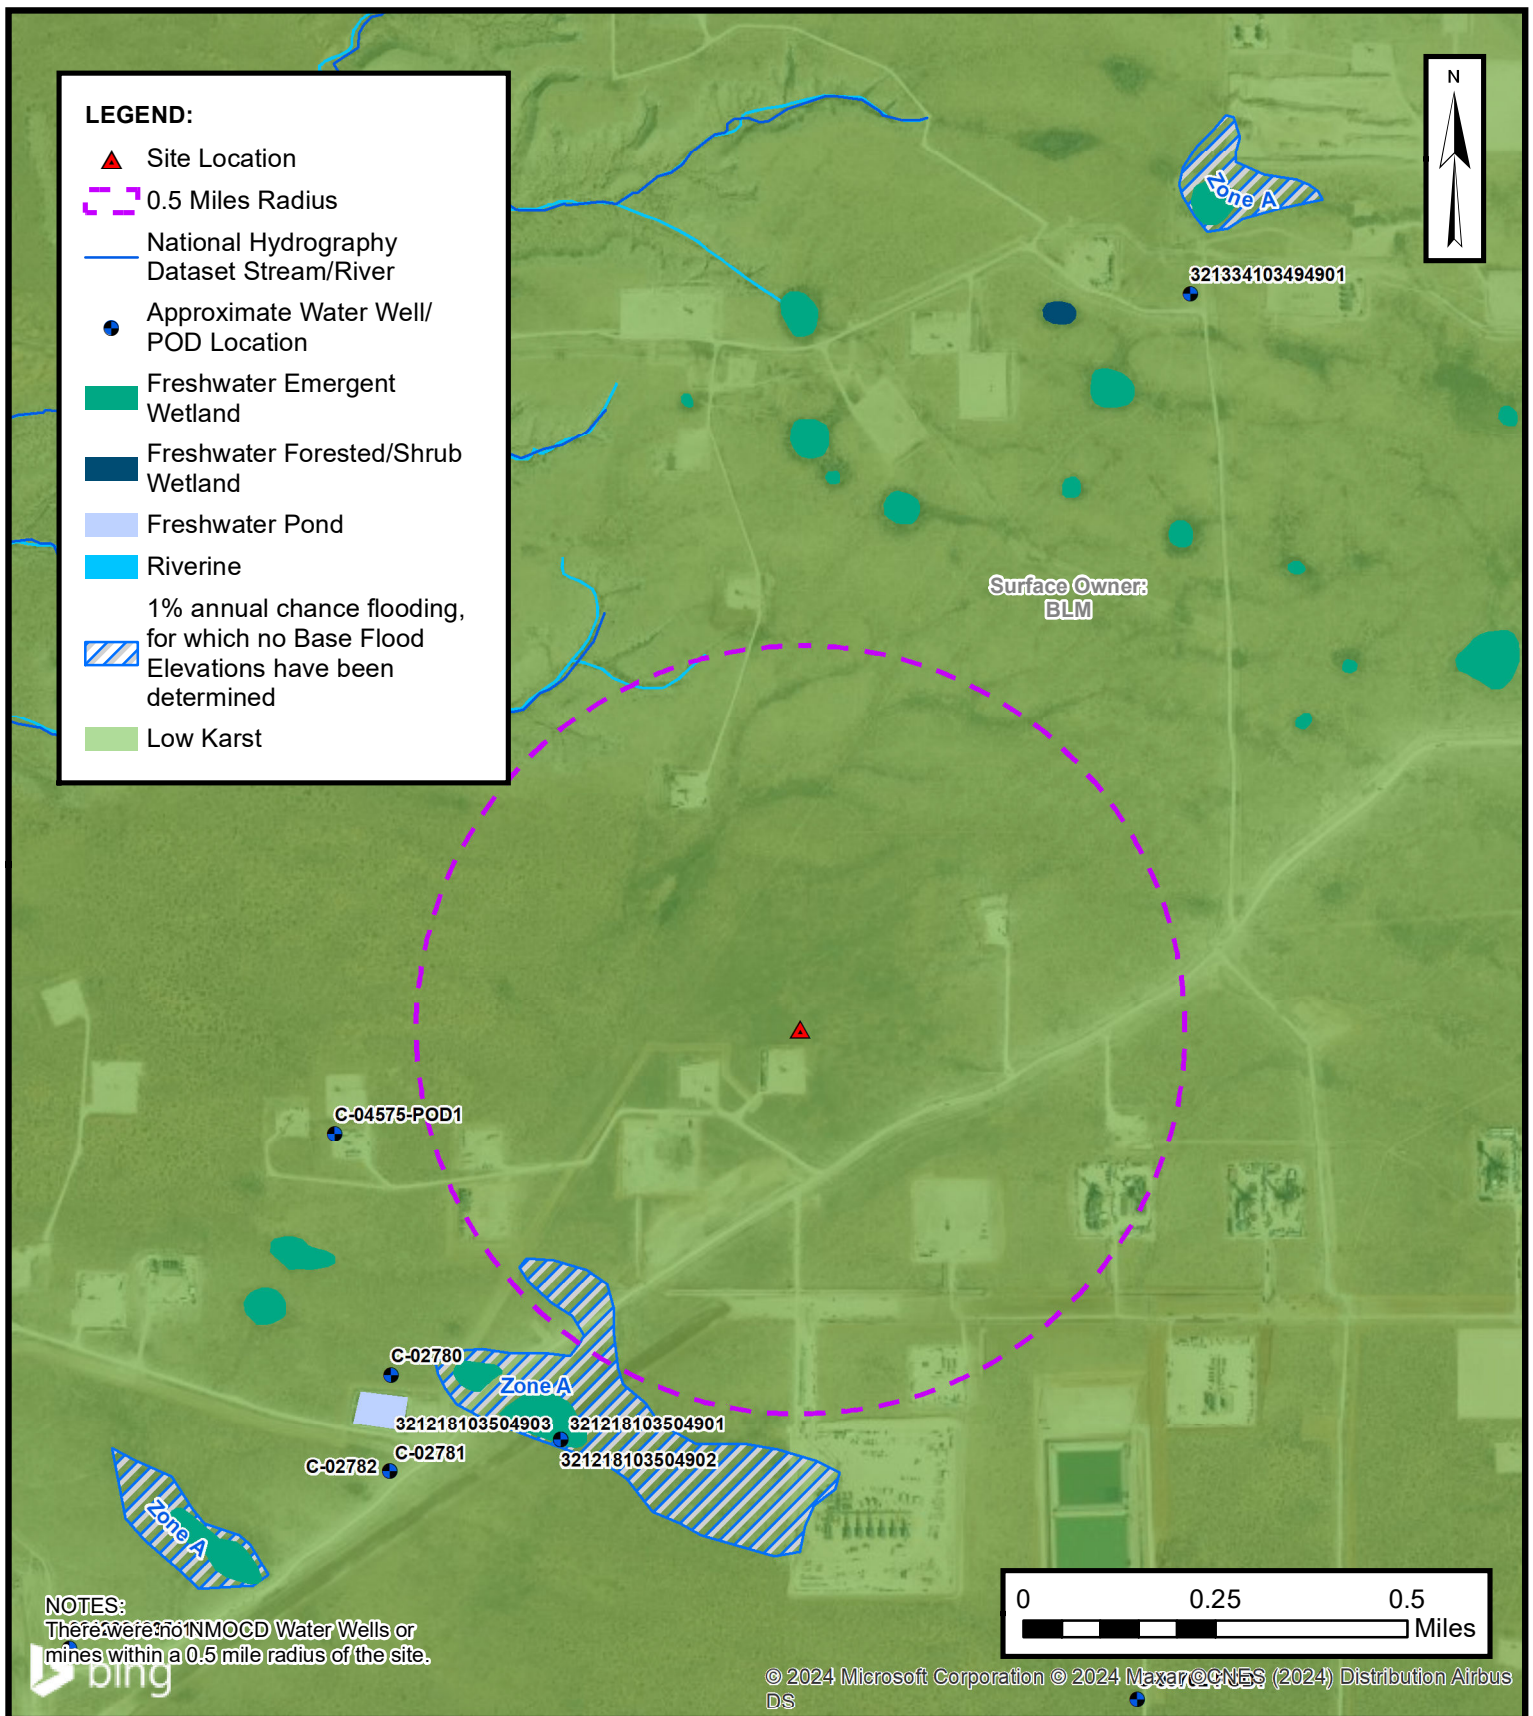 LEGEND:
Site Location
0.5 Miles Radius
National Hydrography
Dataset Stream/River
Approximate Water Well/
POD Location
Freshwater Emergent
Wetland
Freshwater Forested/Shrub
Wetland
Freshwater Pond
Riverine
1% annual chance flooding,
for which no Base Flood
Elevations have been
determined
Low Karst
N
Zone A
321334103494901
Surface Owner:
BLM
C-04575-POD1
C-02780
Zone A
321218103504903
321218103504901
321218103504902
C-02781
C-02782
Zone A
NOTES:
There were no NMOCD Water Wells or
mines within a 0.5 mile radius of the site.
bing
0 0.25 0.5
Miles
© 2024 Microsoft Corporation © 2024 Maxar ©CNES (2024) Distribution Airbus
DS